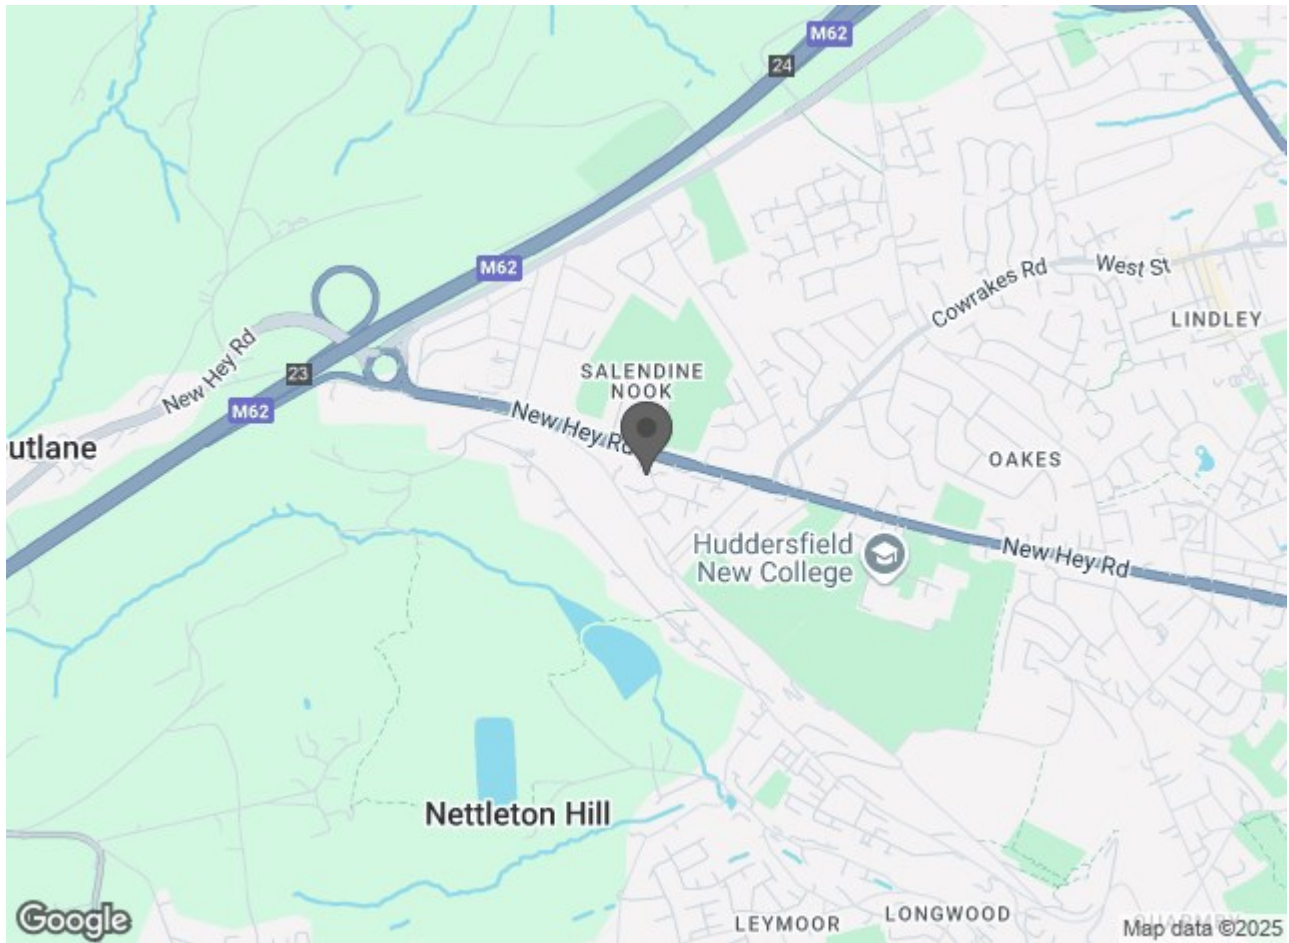 M62
24
M62
West St
Cowrakes Rd
LINDLEY
New Hey Rd
23
SALENDINE
NOOK
M62
New Hey Rd
utlane
OAKES
Huddersfield
New College
New Hey Rd
Nettleton Hill
LEYMOOR
LONGWOOD
Google
Map data ©2025